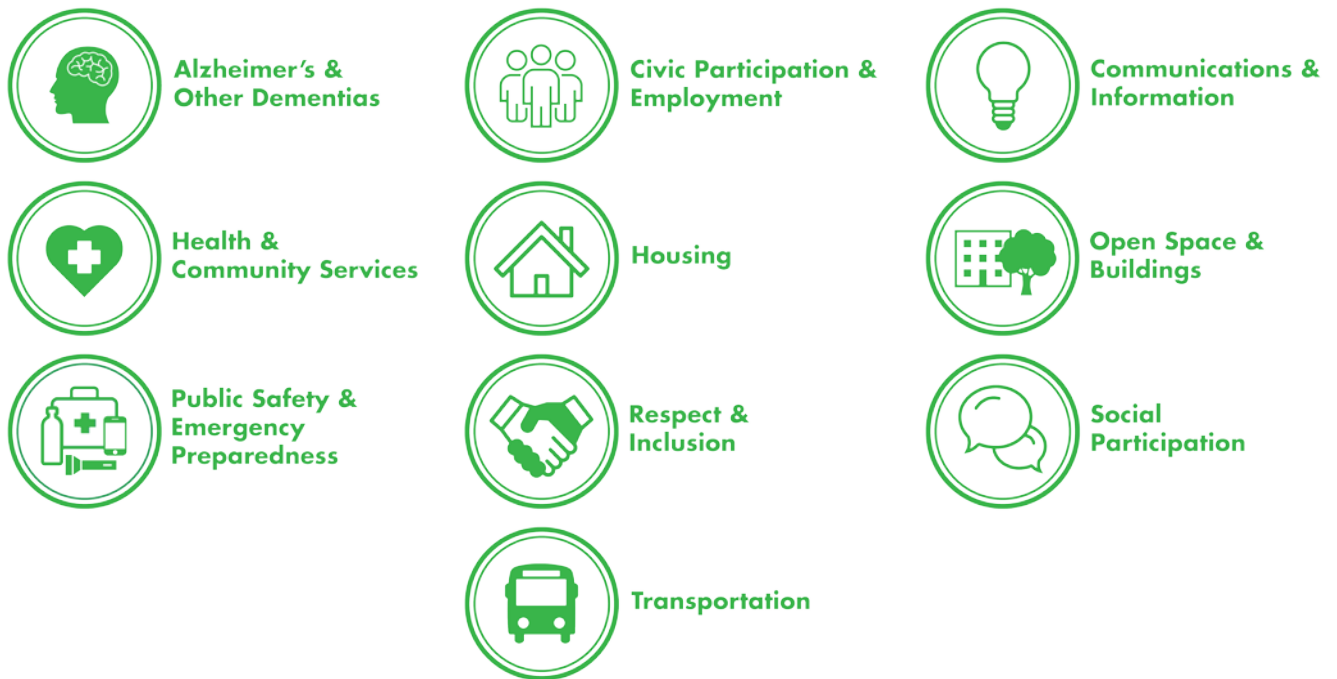 Alzheimer's &
Other Dementias
Civic Participation &
Employment
Communications &
Information
Health &
Community Services
Housing
Open Space &
Buildings
Public Safety &
Emergency
Preparedness
Respect &
Inclusion
Social
Participation
Transportation